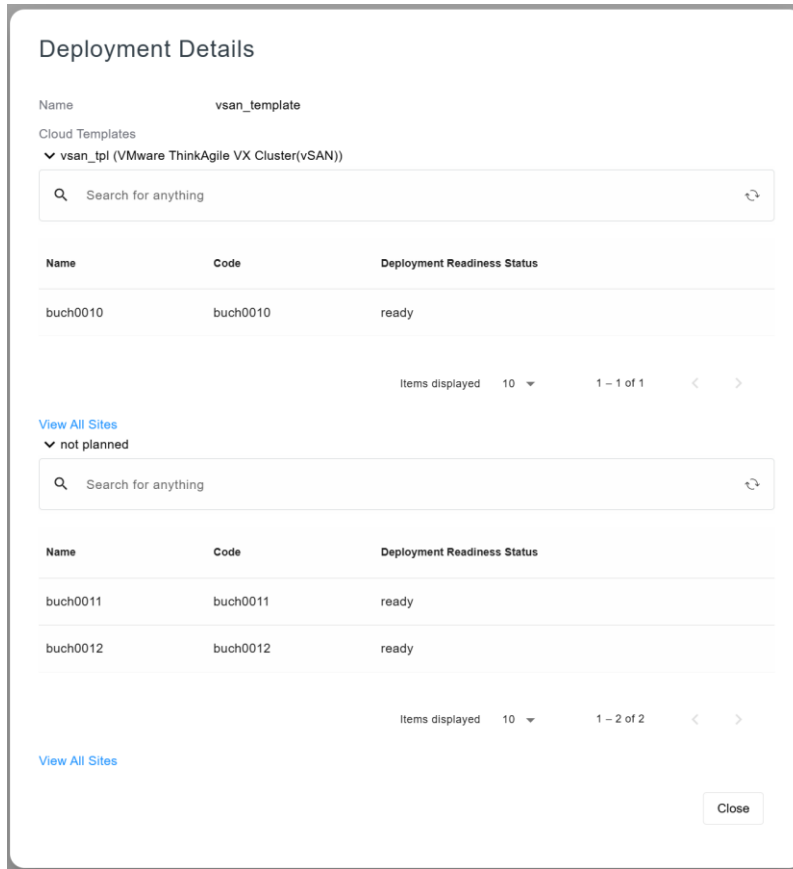 Deployment Details
Name vsan_template
Cloud Templates
vsan_tpl (VMware ThinkAgile VX Cluster(vSAN))
Search for anything
Name Code Deployment Readiness Status
buch0010 buch0010 ready
Items displayed 10 1 – 1 of 1
View All Sites
not planned
Search for anything
Name Code Deployment Readiness Status
buch0011 buch0011 ready
buch0012 buch0012 ready
Items displayed 10 1 – 2 of 2
View All Sites
Close